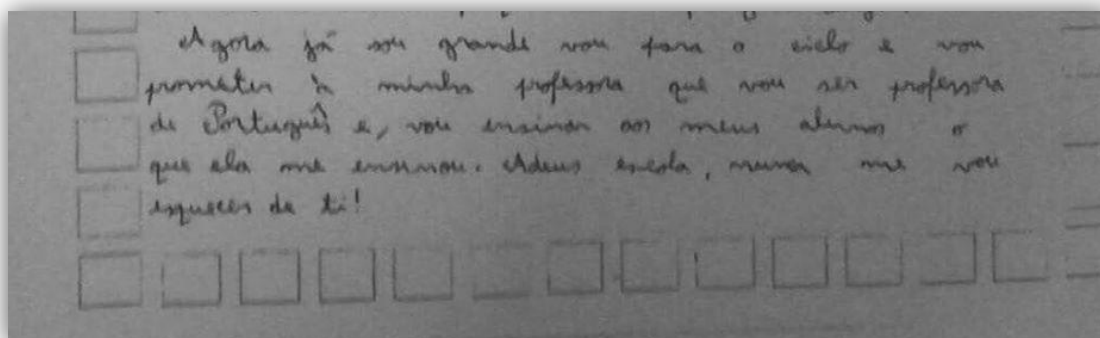 Agora já sou grande vou para o ciclo e vou
prometer à minha professora que vou ser professora
de Português e, vou ensinar aos meus alunos o
que ela me ensinou. Adeus escola, nunca me vou
esquecer de ti!